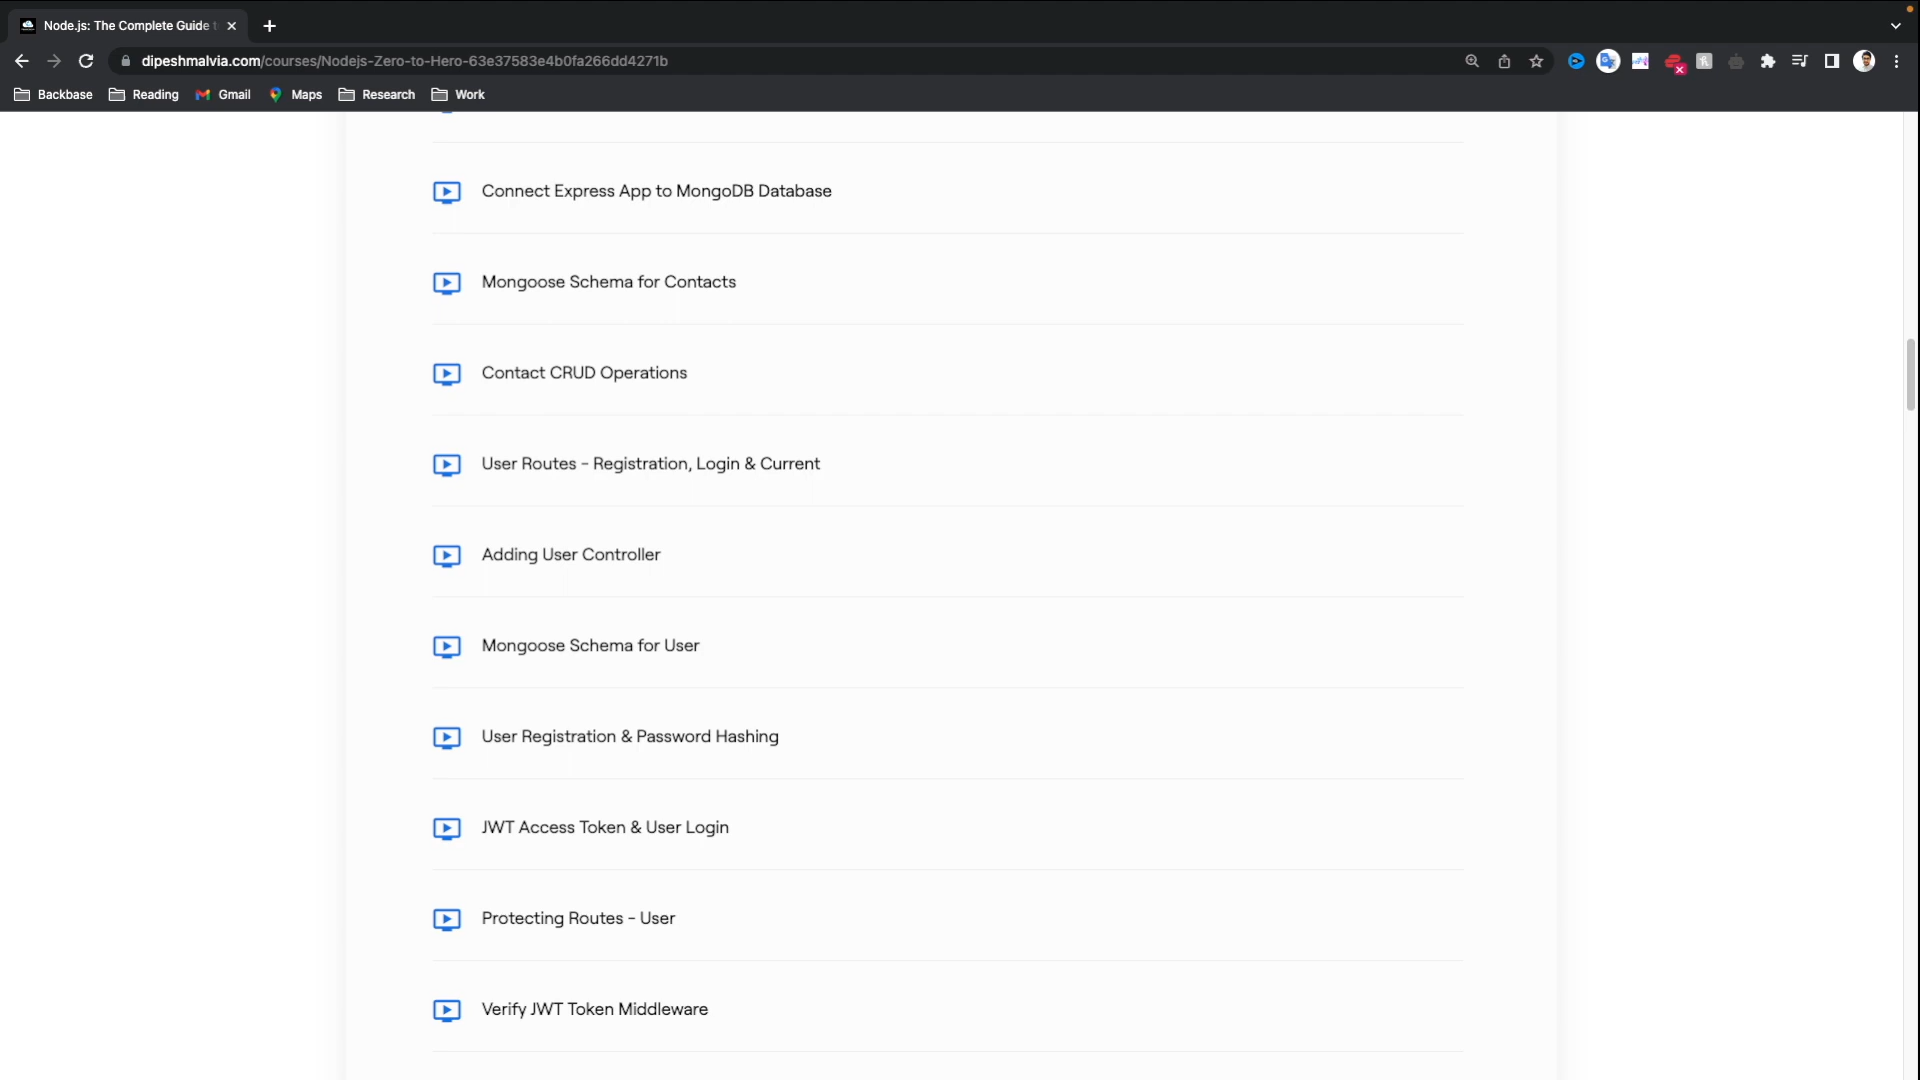 Node.js: The Complete Guide t
dipeshmalvia.com/courses/Nodejs-Zero-to-Hero-63e37583e4b0fa266dd4271b
Backbase Reading Gmail Maps Research Work
Connect Express App to MongoDB Database
Mongoose Schema for Contacts
Contact CRUD Operations
User Routes - Registration, Login & Current
Adding User Controller
Mongoose Schema for User
User Registration & Password Hashing
JWT Access Token & User Login
Protecting Routes - User
Verify JWT Token Middleware